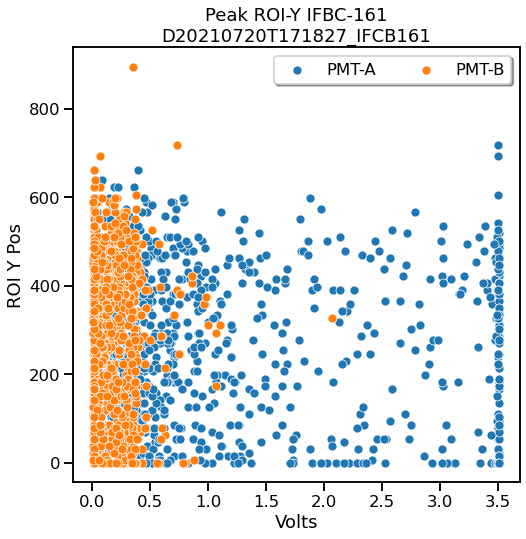 Peak ROI-Y IFBC-161
D20210720T171827_IFCB161
PMT-A PMT-B
ROI Y Pos
800
600
400
200
0
0.0 0.5 1.0 1.5 2.0 2.5 3.0 3.5
Volts